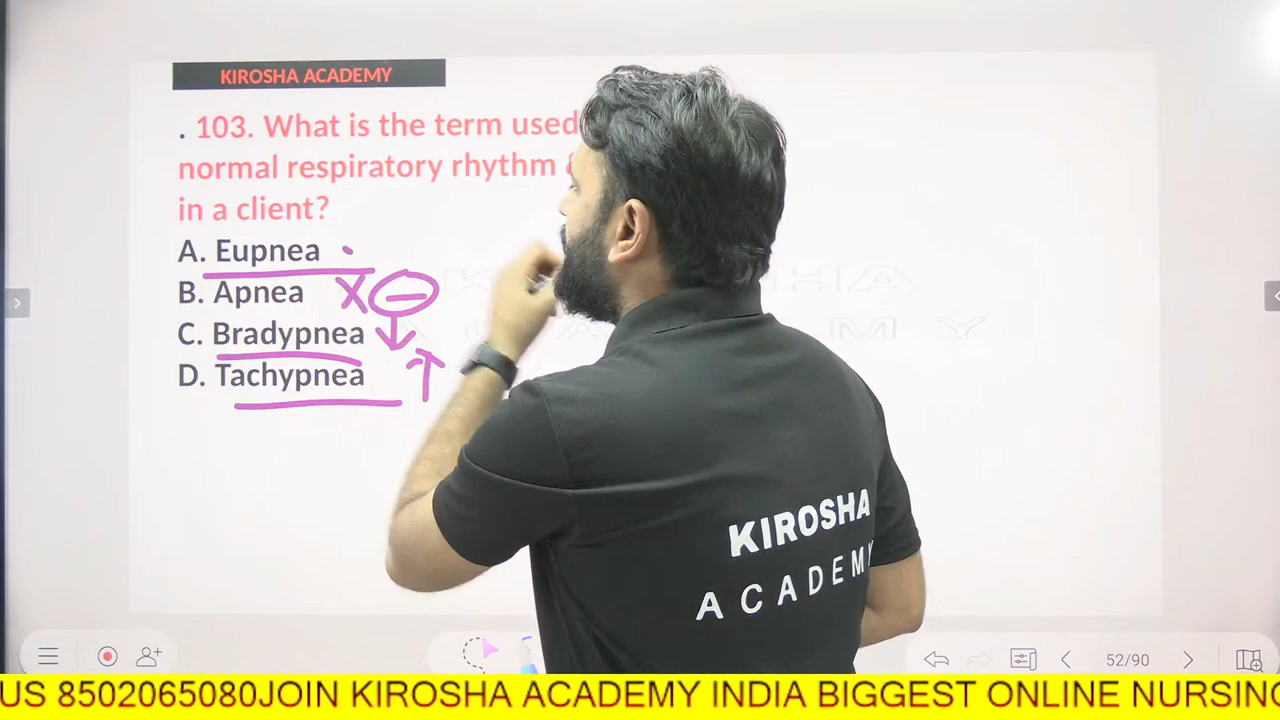 KIROSHA ACADEMY
. 103. What is the term used
normal respiratory rhythm
in a client?
A. Eupnea
B. Apnea
C. Bradypnea
D. Tachypnea
KIROSHA
ACADEMY
52/90
US 8502065080JOIN KIROSHA ACADEMY INDIA BIGGEST ONLINE NURSING